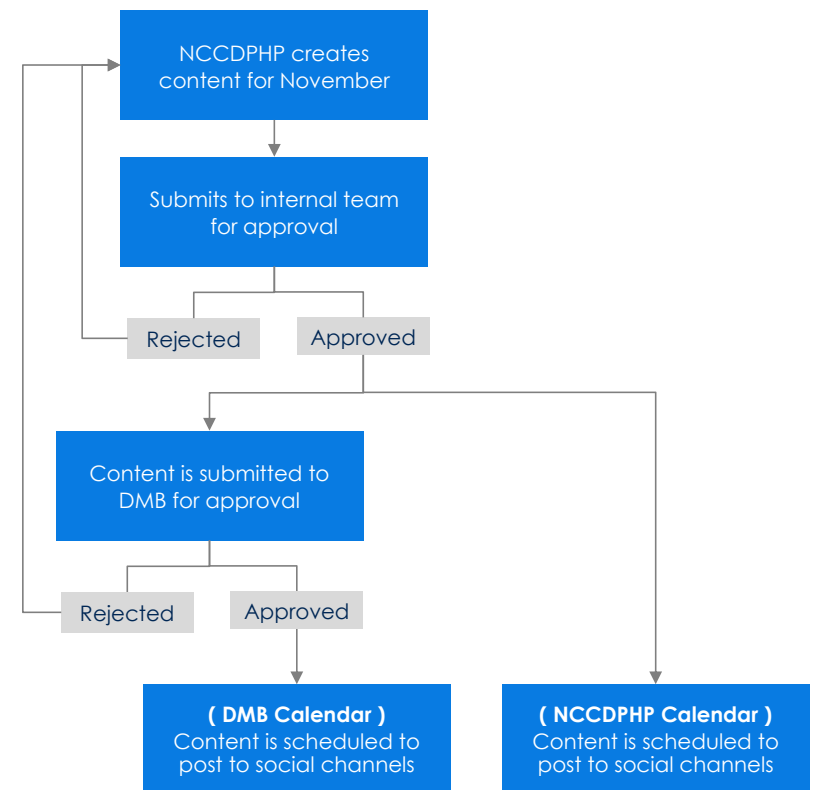 NCCDPHP creates
content for November
Submits to internal team
for approval
Rejected
Approved
Content is submitted to
DMB for approval
Rejected
Approved
( DMB Calendar )
Content is scheduled to
post to social channels
( NCCDPHP Calendar )
Content is scheduled to
post to social channels